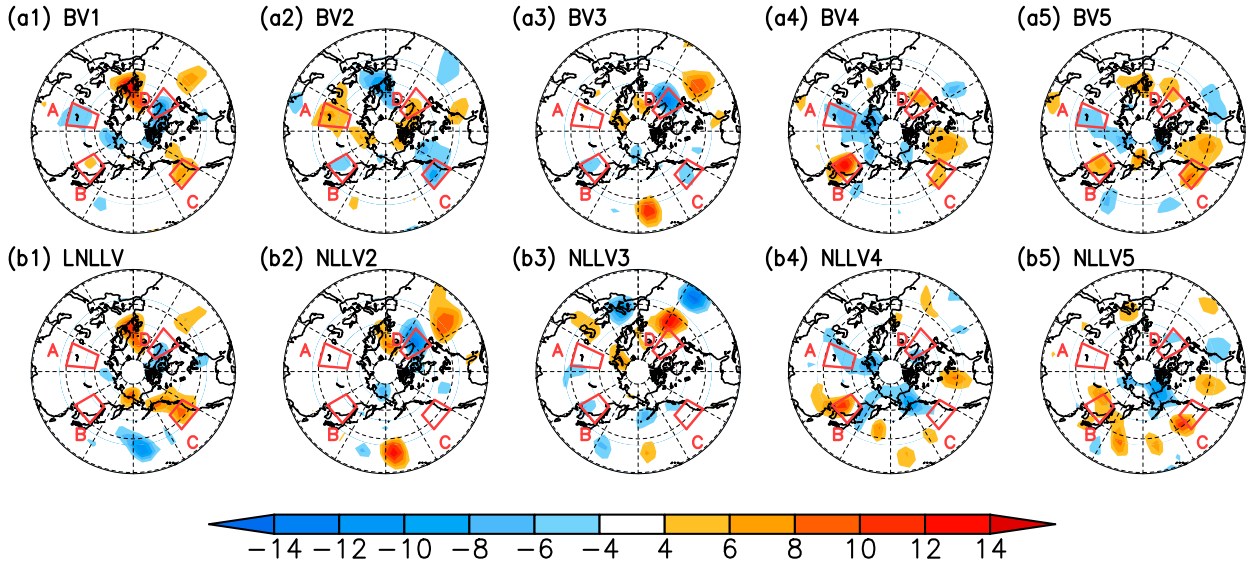 (a1) BV1 (a2) BV2 (a3) BV3 (a4) BV4 (a5) BV5
A B C D
A B C D
A B C D
A B C D
A B C D
(b1) LNLLV (b2) NLLV2 (b3) NLLV3 (b4) NLLV4 (b5) NLLV5
A B C D
A B C D
A B C D
A B C D
A B C D
−14 −12 −10 −8 −6 −4 4 6 8 10 12 14